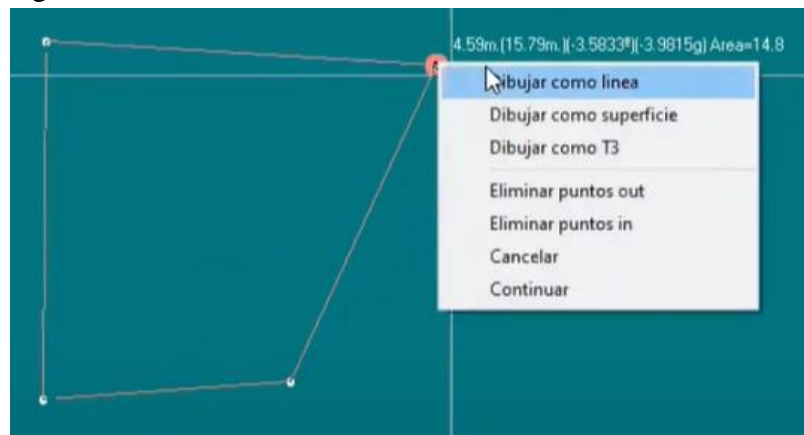 4.59m.(15.79m.)(-3.5833º)(-3.9815g) Area=14.8
Dibujar como linea
Dibujar como superficie
Dibujar como T3
Eliminar puntos out
Eliminar puntos in
Cancelar
Continuar